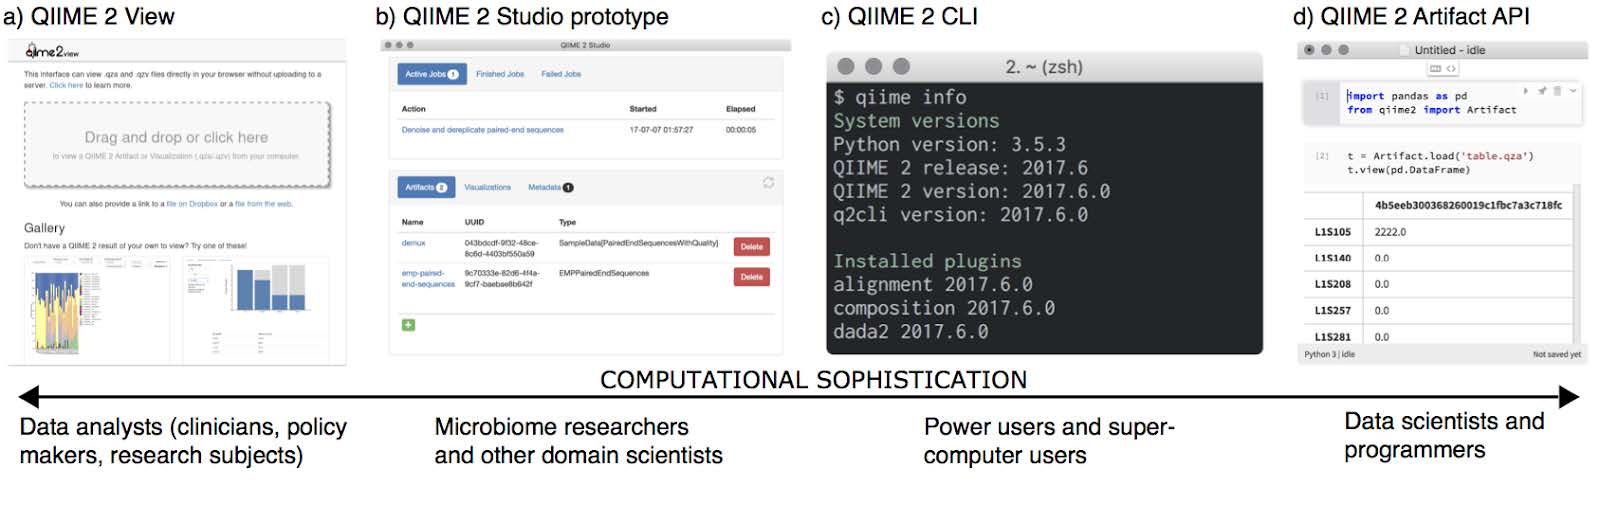 a) QIIME 2 View
b) QIIME 2 Studio prototype
c) QIIME 2 CLI
d) QIIME 2 Artifact API
qiime2view
This interface can view .qza and .qzv files directly in your browser without uploading to a
server. Click here to learn more.
Drag and drop or click here
to view a QIIME 2 Artifact or Visualization (.qza/.qzv) from your computer.
You can also provide a link to a file on Dropbox or a file from the web.
Gallery
Don't have a QIIME 2 result of your own to view? Try one of these!
QIIME 2 Studio
Active Jobs 1 Finished Jobs Failed Jobs
Action Started Elapsed
Denoise and dereplicate paired-end sequences 17-07-07 01:57:27 00:00:05
Artifacts 2 Visualizations Metadata 1
Name UUID Type
demux 043bdcdf-9f32-48ce- SampleData[PairedEndSequencesWithQuality] Delete
8c6d-4403bf550a59
emp-paired- 9c70333e-82d6-4f4a- EMPPairedEndSequences Delete
end-sequences 9cf7-baebae8b642f
+
2. ~ (zsh)
$ qiime info
System versions
Python version: 3.5.3
QIIME 2 release: 2017.6
QIIME 2 version: 2017.6.0
q2cli version: 2017.6.0
Installed plugins
alignment 2017.6.0
composition 2017.6.0
dada2 2017.6.0
Untitled - idle
[1] import pandas as pd
from qiime2 import Artifact
[2] t = Artifact.load('table.qza')
t.view(pd.DataFrame)
4b5eeb300368260019c1fbc7a3c718fc
L1S105 2222.0
L1S140 0.0
L1S208 0.0
L1S257 0.0
L1S281 0.0
Python 3 | idle Not saved yet
COMPUTATIONAL SOPHISTICATION
Data analysts (clinicians, policy
makers, research subjects)
Microbiome researchers
and other domain scientists
Power users and super-
computer users
Data scientists and
programmers